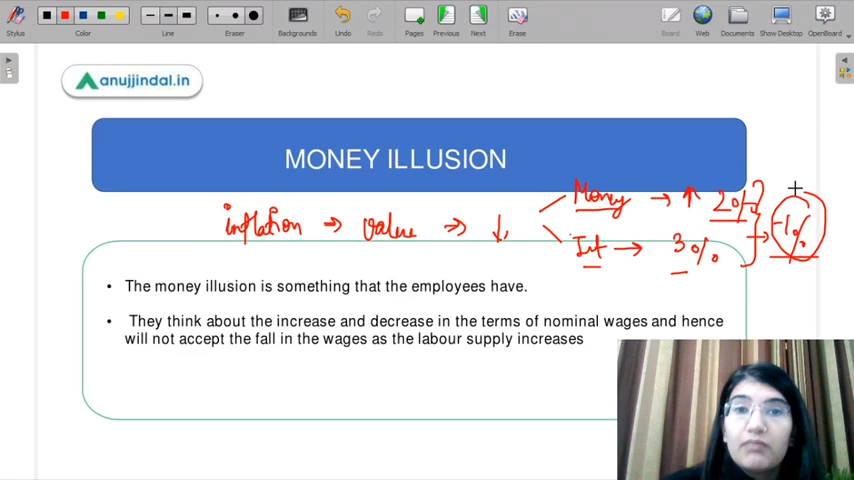 Stylus
Color
Line
Eraser
Backgrounds
Undo
Redo
Pages
Previous
Next
Erase
Board
Web
Documents
Show Desktop
OpenBoard
anujjindal.in
MONEY ILLUSION
inflation → value → ↓
Money → ↑ 2%
Inf → 3%
→ -1%
• The money illusion is something that the employees have.
• They think about the increase and decrease in the terms of nominal wages and hence
will not accept the fall in the wages as the labour supply increases